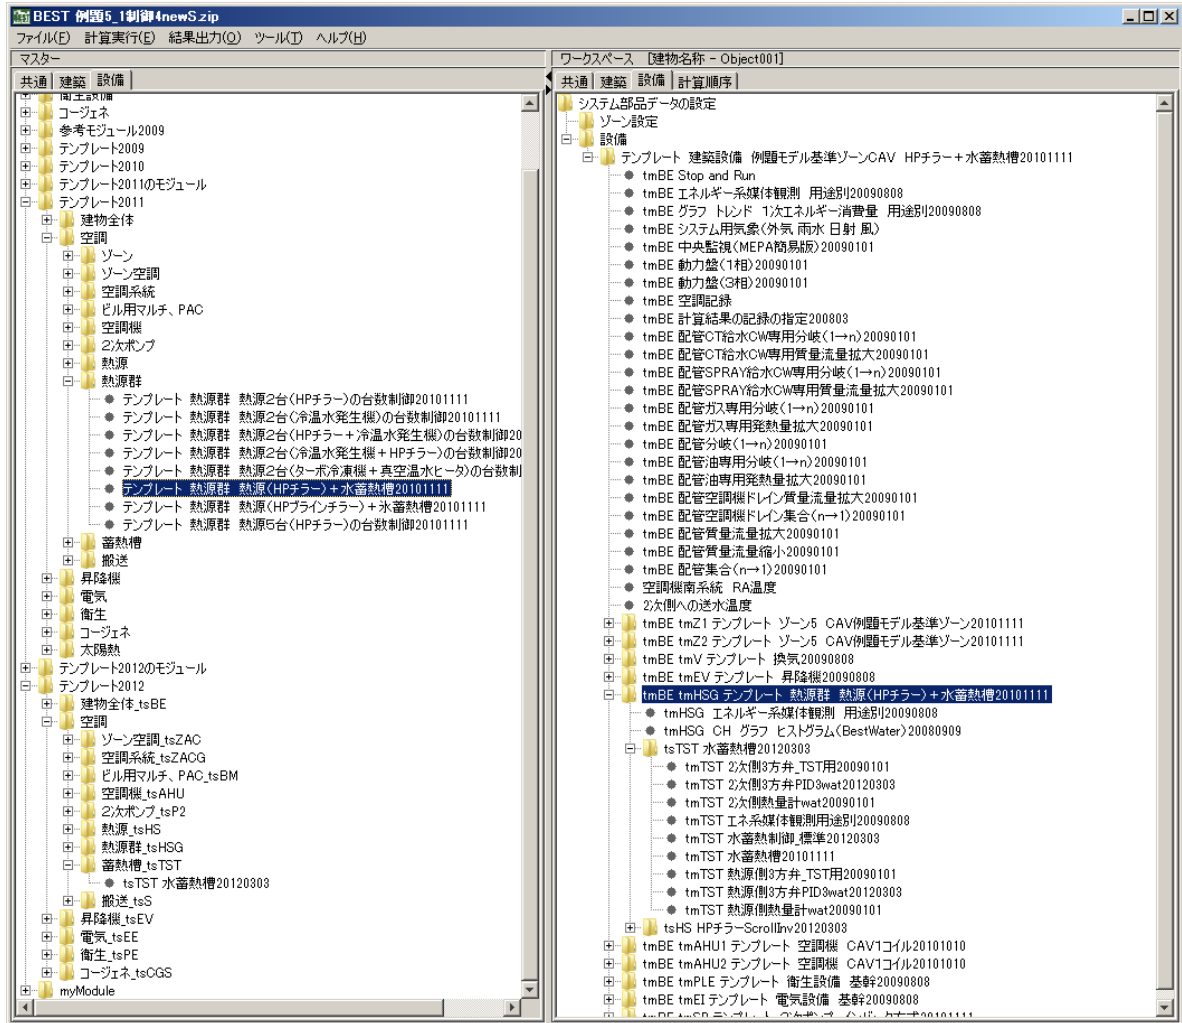 BEST 例題5_1制御4newS.zip
ファイル(F) 計算実行(E) 結果出力(O) ツール(T) ヘルプ(H)
マスター
共通 建築 設備
衛生設備
コージェネ
参考モジュール2009
テンプレート2009
テンプレート2010
テンプレート2011のモジュール
テンプレート2011
建物全体
空調
ゾーン
ゾーン空調
空調系統
ビル用マルチ、PAC
空調機
2次ポンプ
熱源
熱源群
テンプレート 熱源群 熱源2台(HPチラー)の台数制御20101111
テンプレート 熱源群 熱源2台(冷温水発生機)の台数制御20101111
テンプレート 熱源群 熱源2台(HPチラー+冷温水発生機)の台数制御20
テンプレート 熱源群 熱源2台(冷温水発生機+HPチラー)の台数制御20
テンプレート 熱源群 熱源2台(ターボ冷凍機+真空温水ヒータ)の台数制
テンプレート 熱源群 熱源(HPチラー)+水蓄熱槽20101111
テンプレート 熱源群 熱源(HPブラインチラー)+氷蓄熱槽20101111
テンプレート 熱源群 熱源5台(HPチラー)の台数制御20101111
蓄熱槽
搬送
昇降機
電気
衛生
コージェネ
太陽熱
テンプレート2012のモジュール
テンプレート2012
建物全体_tsBE
空調
ゾーン空調_tsZAC
空調系統_tsZACG
ビル用マルチ、PAC_tsBM
空調機_tsAHU
2次ポンプ_tsP2
熱源_tsHS
熱源群_tsHSG
蓄熱槽_tsTST
tsTST 水蓄熱槽20120303
搬送_tsS
昇降機_tsEV
電気_tsEE
衛生_tsPE
コージェネ_tsCGS
myModule
ワークスペース [建物名称 - Object001]
共通 建築 設備 計算順序
システム部品データの設定
ゾーン設定
設備
テンプレート 建築設備 例題モデル基準ゾーンCAV HPチラー+水蓄熱槽20101111
tmBE Stop and Run
tmBE エネルギー系媒体観測 用途別20090808
tmBE グラフ トレンド 1次エネルギー消費量 用途別20090808
tmBE システム用気象(外気 雨水 日射 風)
tmBE 中央監視(MEPA簡易版)20090101
tmBE 動力盤(1相)20090101
tmBE 動力盤(3相)20090101
tmBE 空調記録
tmBE 計算結果の記録の指定200803
tmBE 配管CT給水CW専用分岐(1→n)20090101
tmBE 配管CT給水CW専用質量流量拡大20090101
tmBE 配管SPRAY給水CW専用分岐(1→n)20090101
tmBE 配管SPRAY給水CW専用質量流量拡大20090101
tmBE 配管ガス専用分岐(1→n)20090101
tmBE 配管ガス専用発熱量拡大20090101
tmBE 配管分岐(1→n)20090101
tmBE 配管油専用分岐(1→n)20090101
tmBE 配管油専用発熱量拡大20090101
tmBE 配管空調機ドレイン質量流量拡大20090101
tmBE 配管空調機ドレイン集合(n→1)20090101
tmBE 配管質量流量拡大20090101
tmBE 配管質量流量縮小20090101
tmBE 配管集合(n→1)20090101
空調機南系統 RA温度
2次側への送水温度
tmBE tmZ1 テンプレート ゾーン5 CAV例題モデル基準ゾーン20101111
tmBE tmZ2 テンプレート ゾーン5 CAV例題モデル基準ゾーン20101111
tmBE tmV テンプレート 換気20090808
tmBE tmEV テンプレート 昇降機20090808
tmBE tmHSG テンプレート 熱源群 熱源(HPチラー)+水蓄熱槽20101111
tmHSG エネルギー系媒体観測 用途別20090808
tmHSG CH グラフ ヒストグラム(BestWater)20080909
tsTST 水蓄熱槽20120303
tmTST 2次側3方弁_TST用20090101
tmTST 2次側3方弁PID3wat20120303
tmTST 2次側熱量計wat20090101
tmTST エネ系媒体観測用途別20090808
tmTST 水蓄熱制御_標準20120303
tmTST 水蓄熱槽20101111
tmTST 熱源側3方弁_TST用20090101
tmTST 熱源側3方弁PID3wat20120303
tmTST 熱源側熱量計wat20090101
tsHS HPチラーScrollInv20120303
tmBE tmAHU1 テンプレート 空調機 CAV1コイル20101010
tmBE tmAHU2 テンプレート 空調機 CAV1コイル20101010
tmBE tmPLE テンプレート 衛生設備 基幹20090808
tmBE tmEI テンプレート 電気設備 基幹20090808